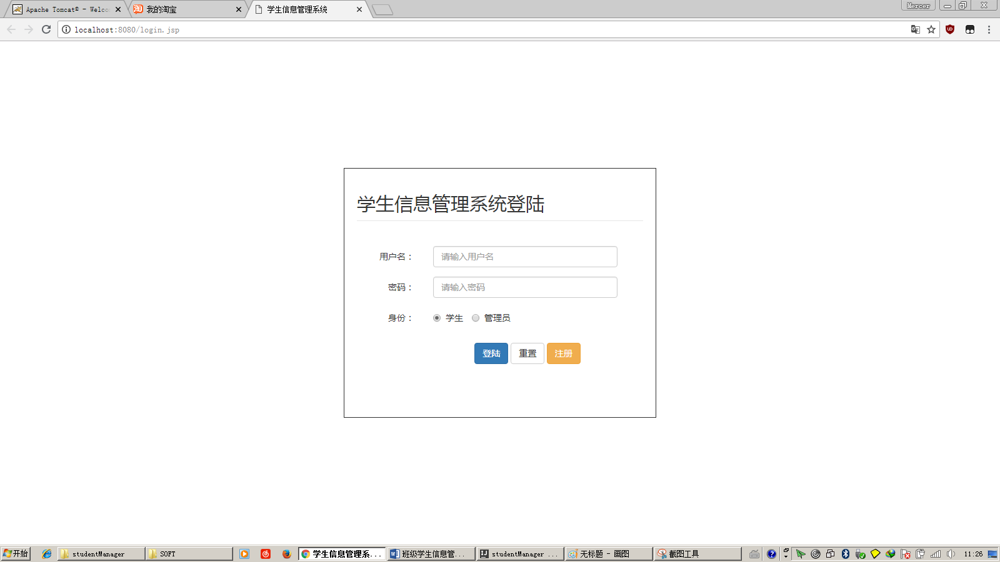 Apache Tomcat® - Welco
我的淘宝
学生信息管理系统
Mercer
localhost:8080/login.jsp
学生信息管理系统登陆
用户名：
请输入用户名
密码：
请输入密码
身份：
学生
管理员
登陆
重置
注册
开始
studentManager
SOFT
学生信息管理系...
班级学生信息管...
studentManager ...
无标题 - 画图
截图工具
11:26